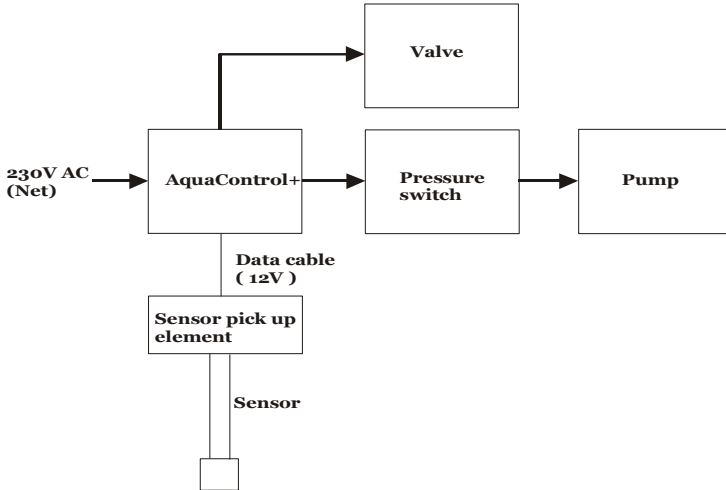 Valve
230V AC
(Net)
AquaControl+
Pressure
switch
Pump
Data cable
( 12V )
Sensor pick up
element
Sensor